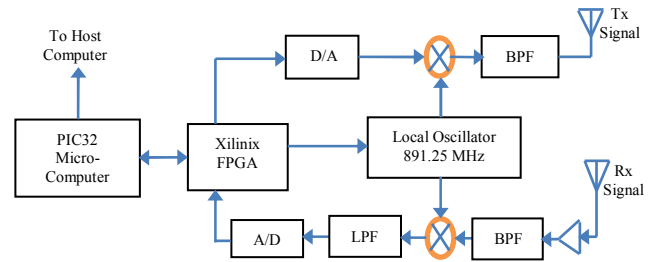 Tx
Signal
To Host
Computer
D/A
BPF
PIC32
Micro-
Computer
Xilinix
FPGA
Local Oscillator
891.25 MHz
Rx
Signal
A/D
LPF
BPF